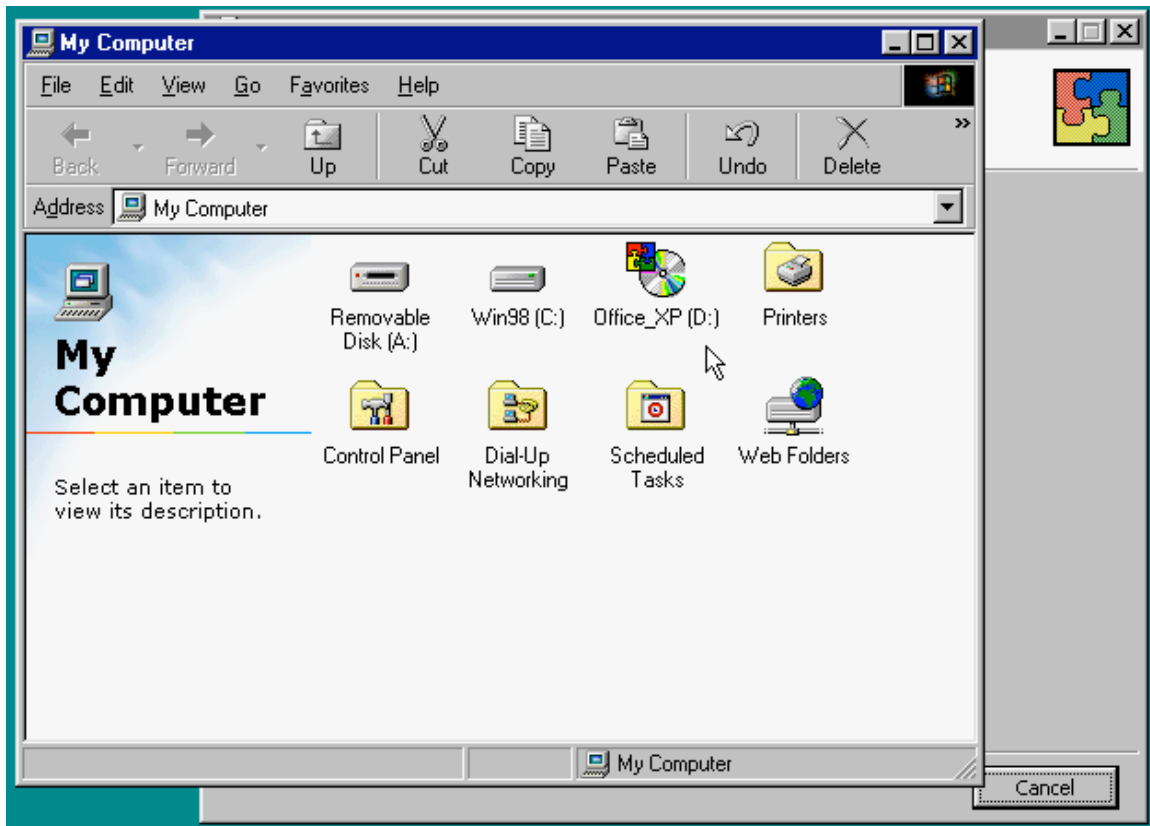 My Computer
File Edit View Go Favorites Help
Back Forward Up Cut Copy Paste Undo Delete »
Address My Computer
My
Computer
Select an item to
view its description.
Removable
Disk (A:)
Win98 (C:)
Office_XP (D:)
Printers
Control Panel
Dial-Up
Networking
Scheduled
Tasks
Web Folders
My Computer
Cancel